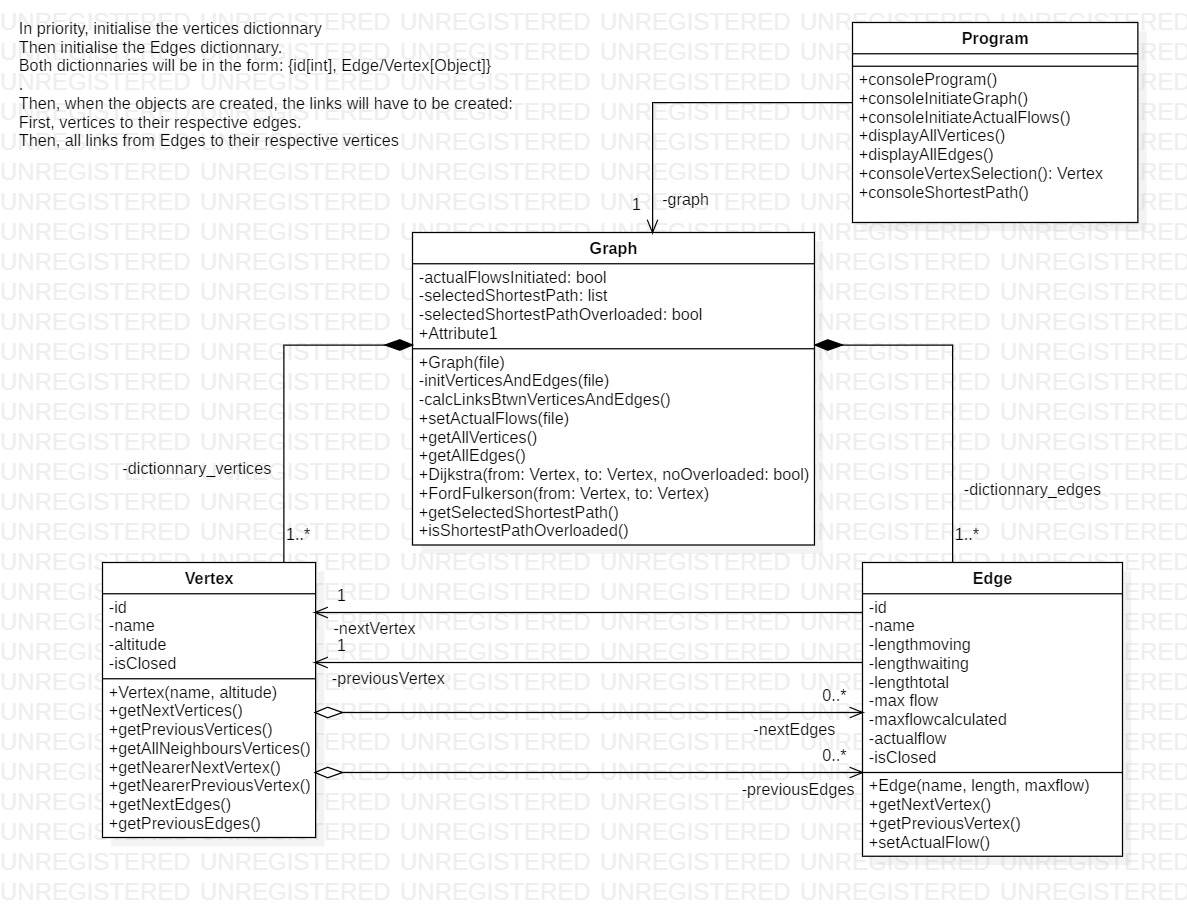 In priority, initialise the vertices dictionary
Then initialise the Edges dictionnary.
Both dictionnaries will be in the form: {id[int], Edge/Vertex[Object]}
.
Then, when the objects are created, the links will have to be created:
First, vertices to their respective edges.
Then, all links from Edges to their respective vertices
Program
+consoleProgram()
+consoleInitiateGraph()
+consoleInitiateActualFlows()
+displayAllVertices()
+displayAllEdges()
+consoleVertexSelection(): Vertex
+consoleShortestPath()
1
-graph
Graph
-actualFlowsInitiated: bool
-selectedShortestPath: list
-selectedShortestPathOverloaded: bool
+Attribute1
+Graph(file)
-initVerticesAndEdges(file)
-calcLinksBtwnVerticesAndEdges()
+setActualFlows(file)
+getAllVertices()
+getAllEdges()
+Dijkstra(from: Vertex, to: Vertex, noOverloaded: bool)
+FordFulkerson(from: Vertex, to: Vertex)
+getSelectedShortestPath()
+isShortestPathOverloaded()
-dictionnary_vertices
1..*
-dictionnary_edges
1..*
Vertex
-id
-name
-altitude
-isClosed
+Vertex(name, altitude)
+getNextVertices()
+getPreviousVertices()
+getAllNeighboursVertices()
+getNearerNextVertex()
+getNearerPreviousVertex()
+getNextEdges()
+getPreviousEdges()
1
-nextVertex
1
-previousVertex
0..*
-nextEdges
0..*
-previousEdges
Edge
-id
-name
-lengthmoving
-lengthwaiting
-lengthtotal
-max flow
-maxflowcalculated
-actualflow
-isClosed
+Edge(name, length, maxflow)
+getNextVertex()
+getPreviousVertex()
+setActualFlow()
UNREGISTERED